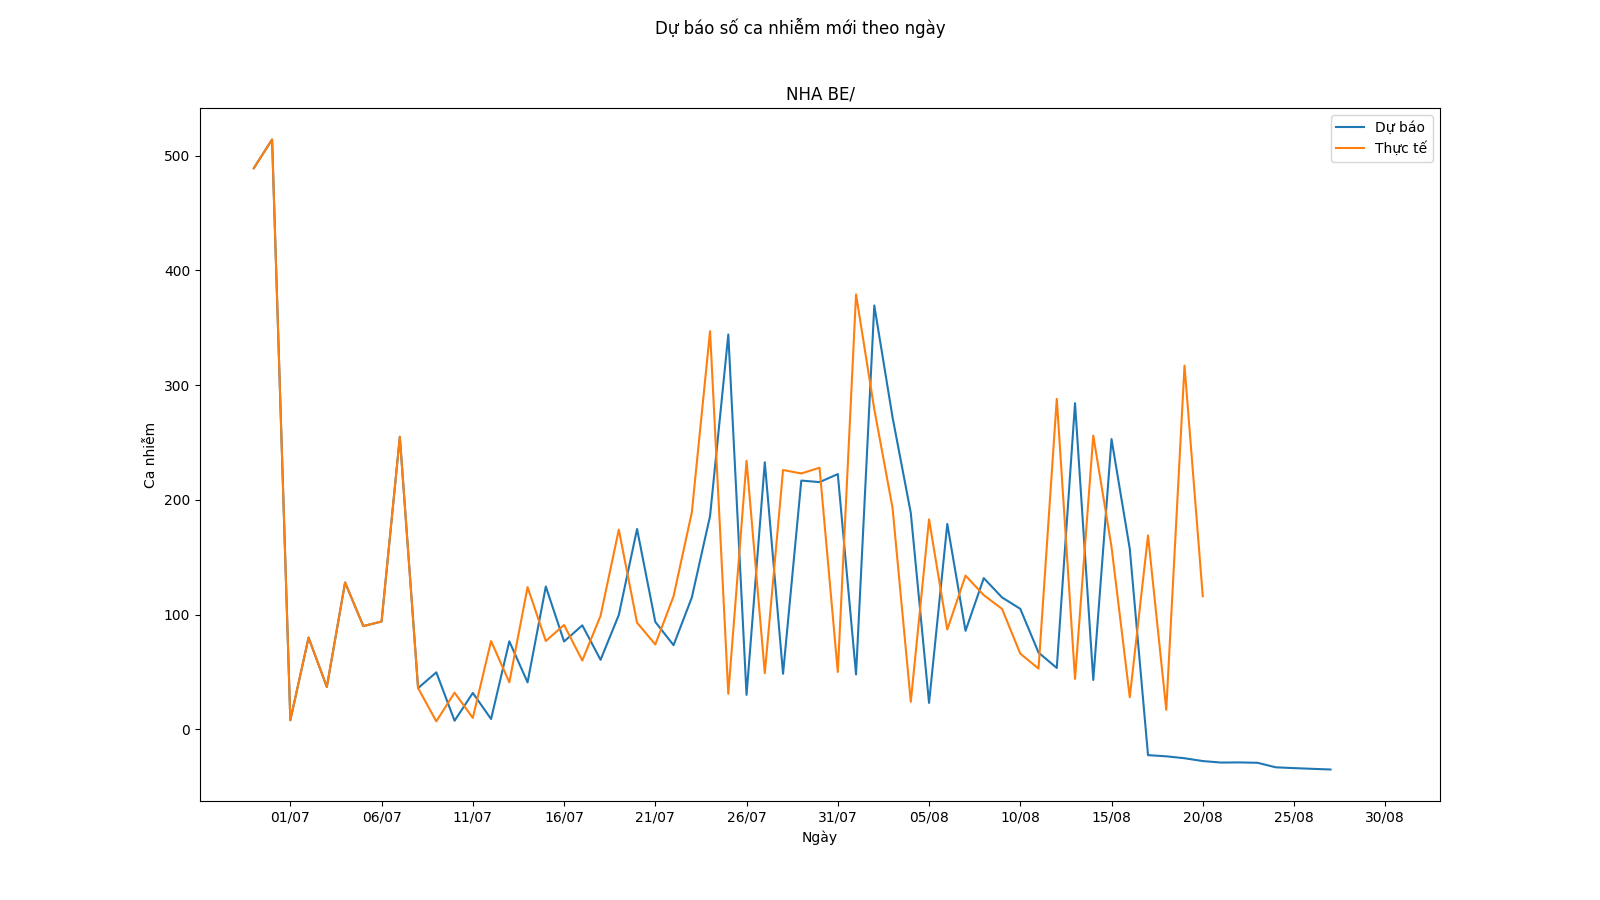 Dự báo số ca nhiễm mới theo ngày
NHA BE/
Dự báo
Thực tế
500
400
300
200
100
0
Ca nhiễm
01/07 06/07 11/07 16/07 21/07 26/07 31/07 05/08 10/08 15/08 20/08 25/08 30/08
Ngày